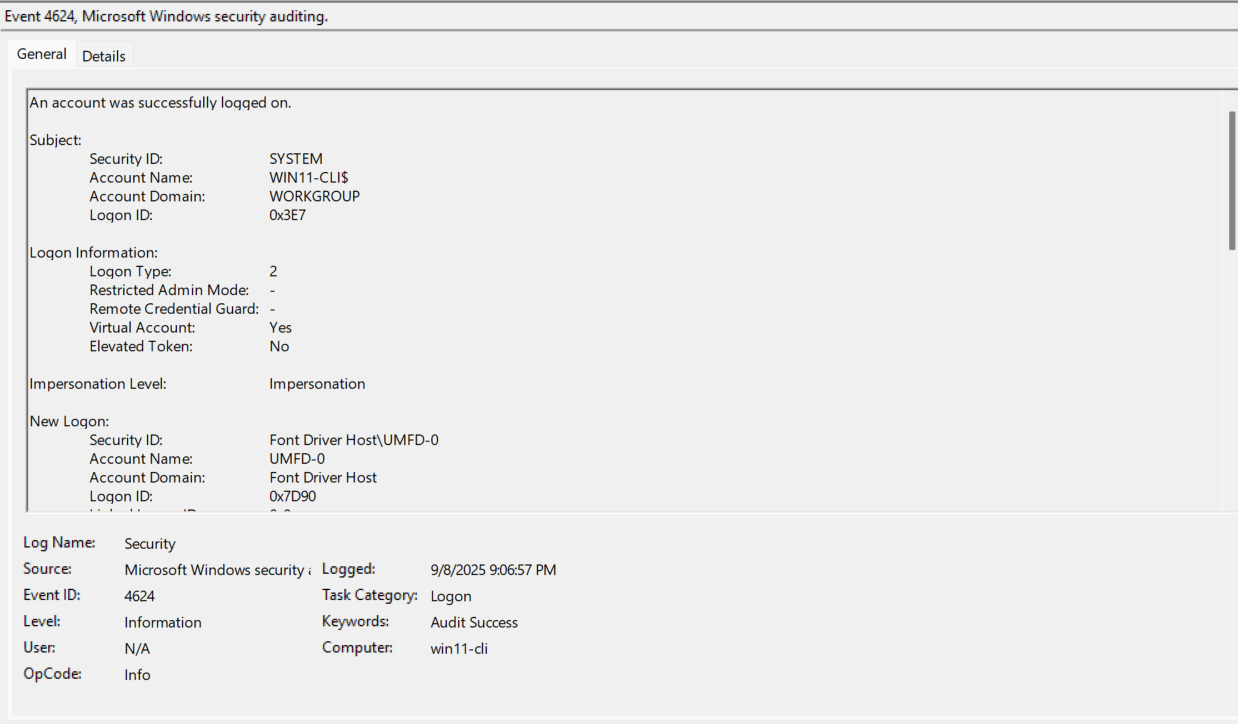 Event 4624, Microsoft Windows security auditing.
General Details
An account was successfully logged on.
Subject:
Security ID: SYSTEM
Account Name: WIN11-CLI$
Account Domain: WORKGROUP
Logon ID: 0x3E7
Logon Information:
Logon Type: 2
Restricted Admin Mode: -
Remote Credential Guard: -
Virtual Account: Yes
Elevated Token: No
Impersonation Level: Impersonation
New Logon:
Security ID: Font Driver Host\UMFD-0
Account Name: UMFD-0
Account Domain: Font Driver Host
Logon ID: 0x7D90
Log Name: Security
Source: Microsoft Windows security Logged: 9/8/2025 9:06:57 PM
Event ID: 4624 Task Category: Logon
Level: Information Keywords: Audit Success
User: N/A Computer: win11-cli
OpCode: Info